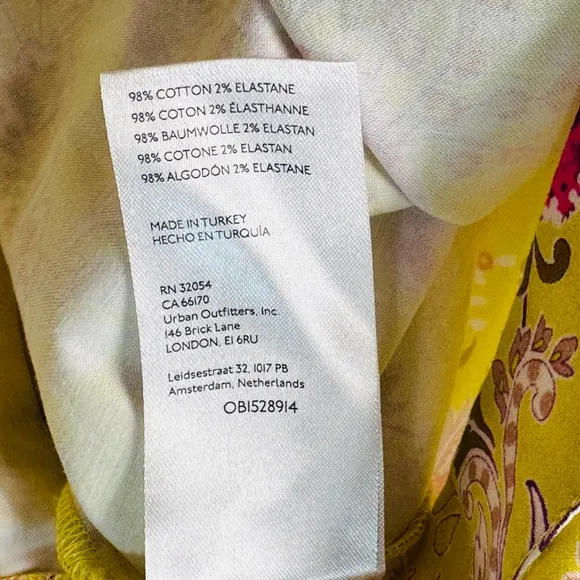 98% COTTON 2% ELASTANE
98% COTON 2% ÉLASTHANNE
98% BAUMWOLLE 2% ELASTAN
98% COTONE 2% ELASTAN
98% ALGODÓN 2% ELASTANE
MADE IN TURKEY
HECHO EN TURQUÍA
RN 32054
CA 66170
Urban Outfitters, Inc.
146 Brick Lane
LONDON, E1 6RU
Leidsestraat 32, 1017 PB
Amsterdam, Netherlands
OB1528914